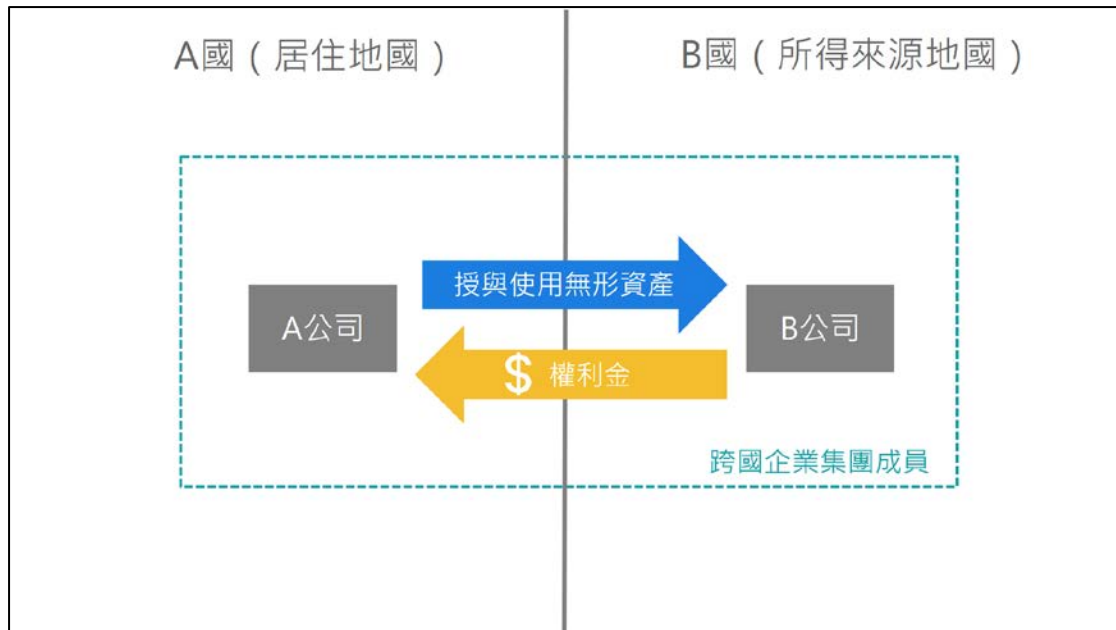 A國（居住地國）
B國（所得來源地國）
授與使用無形資產
A公司
B公司
$ 權利金
跨國企業集團成員